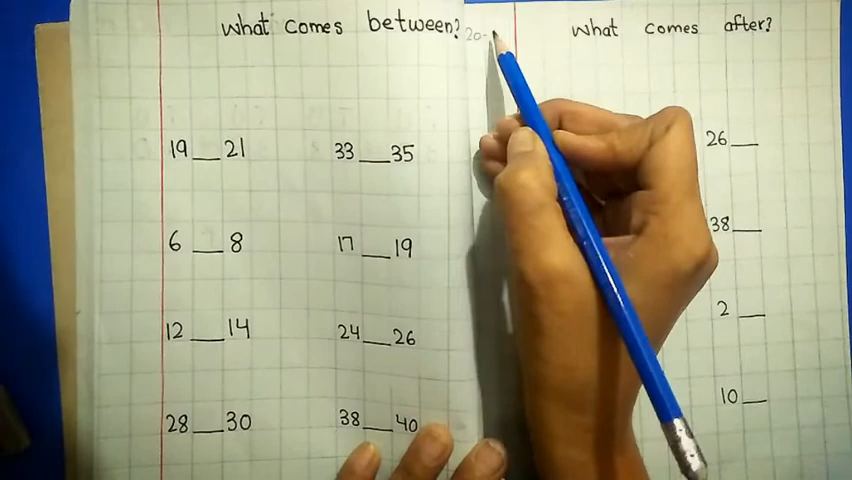 What comes between?
20-
What comes after?
19 __ 21
33 __ 35
26 __
6 __ 8
17 __ 19
38 __
12 __ 14
24 __ 26
2 __
28 __ 30
38 __ 40
10 __